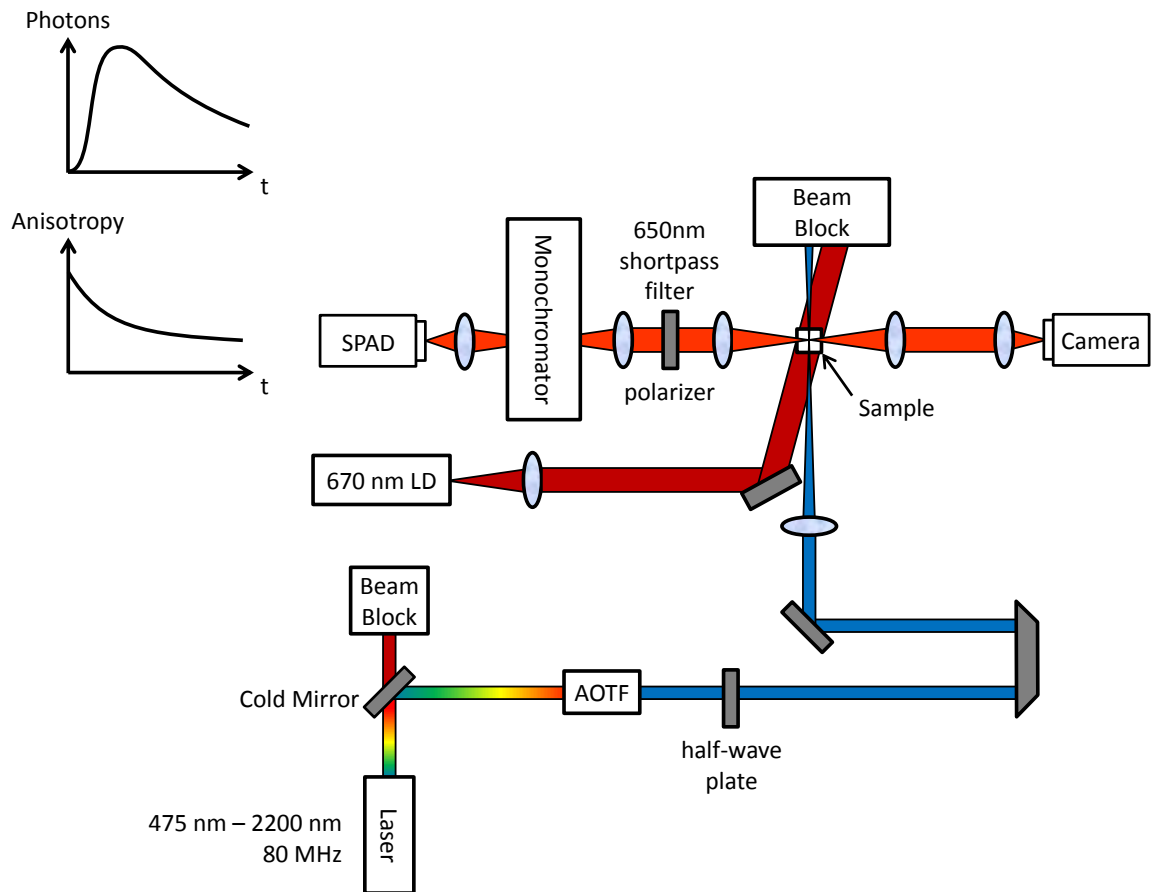 Photons
t
Anisotropy
t
Beam
Block
650nm
shortpass
filter
Monochromator
SPAD
Camera
polarizer
Sample
670 nm LD
Beam
Block
Cold Mirror
AOTF
half-wave
plate
475 nm – 2200 nm
80 MHz
Laser